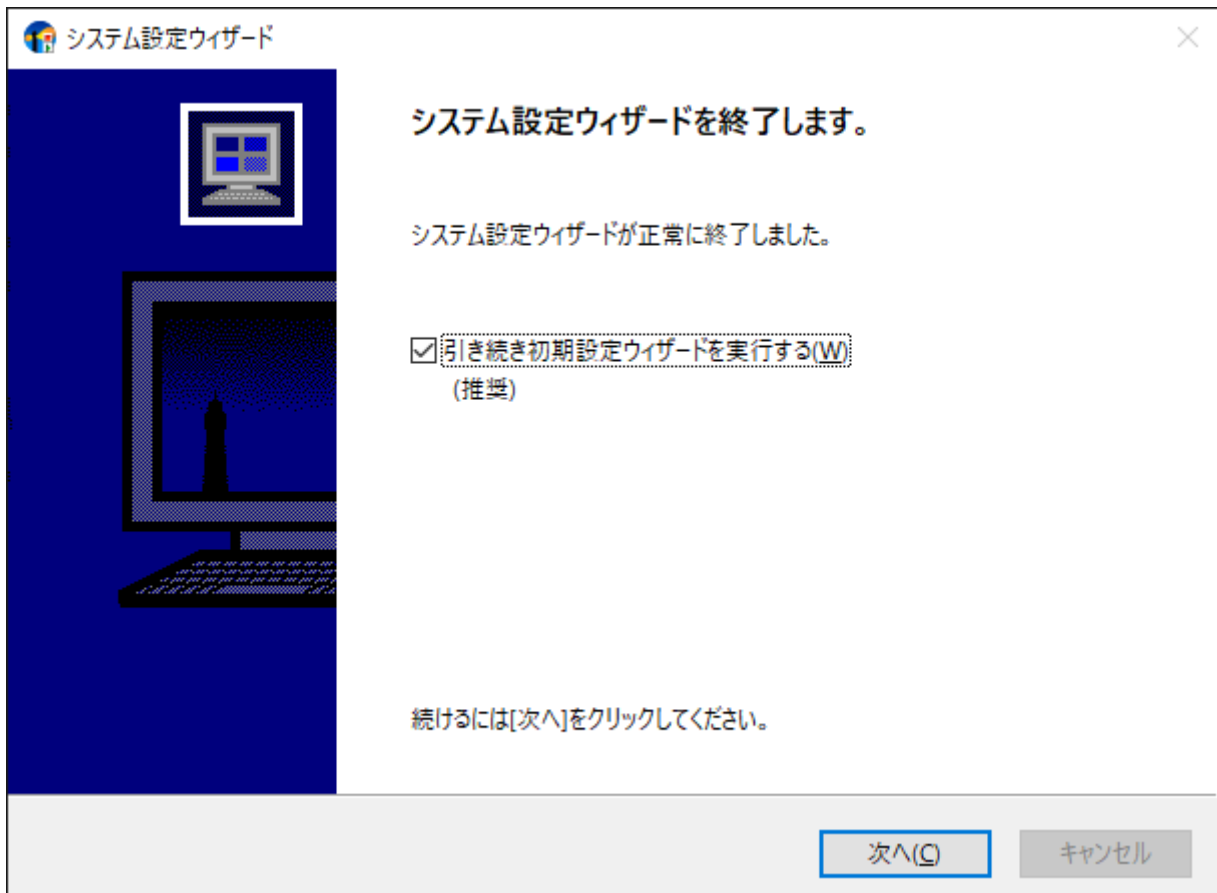 システム設定ウィザード
システム設定ウィザードを終了します。
システム設定ウィザードが正常に終了しました。
引き続き初期設定ウィザードを実行する(W)
(推奨)
続けるには[次へ]をクリックしてください。
次へ(C)
キャンセル